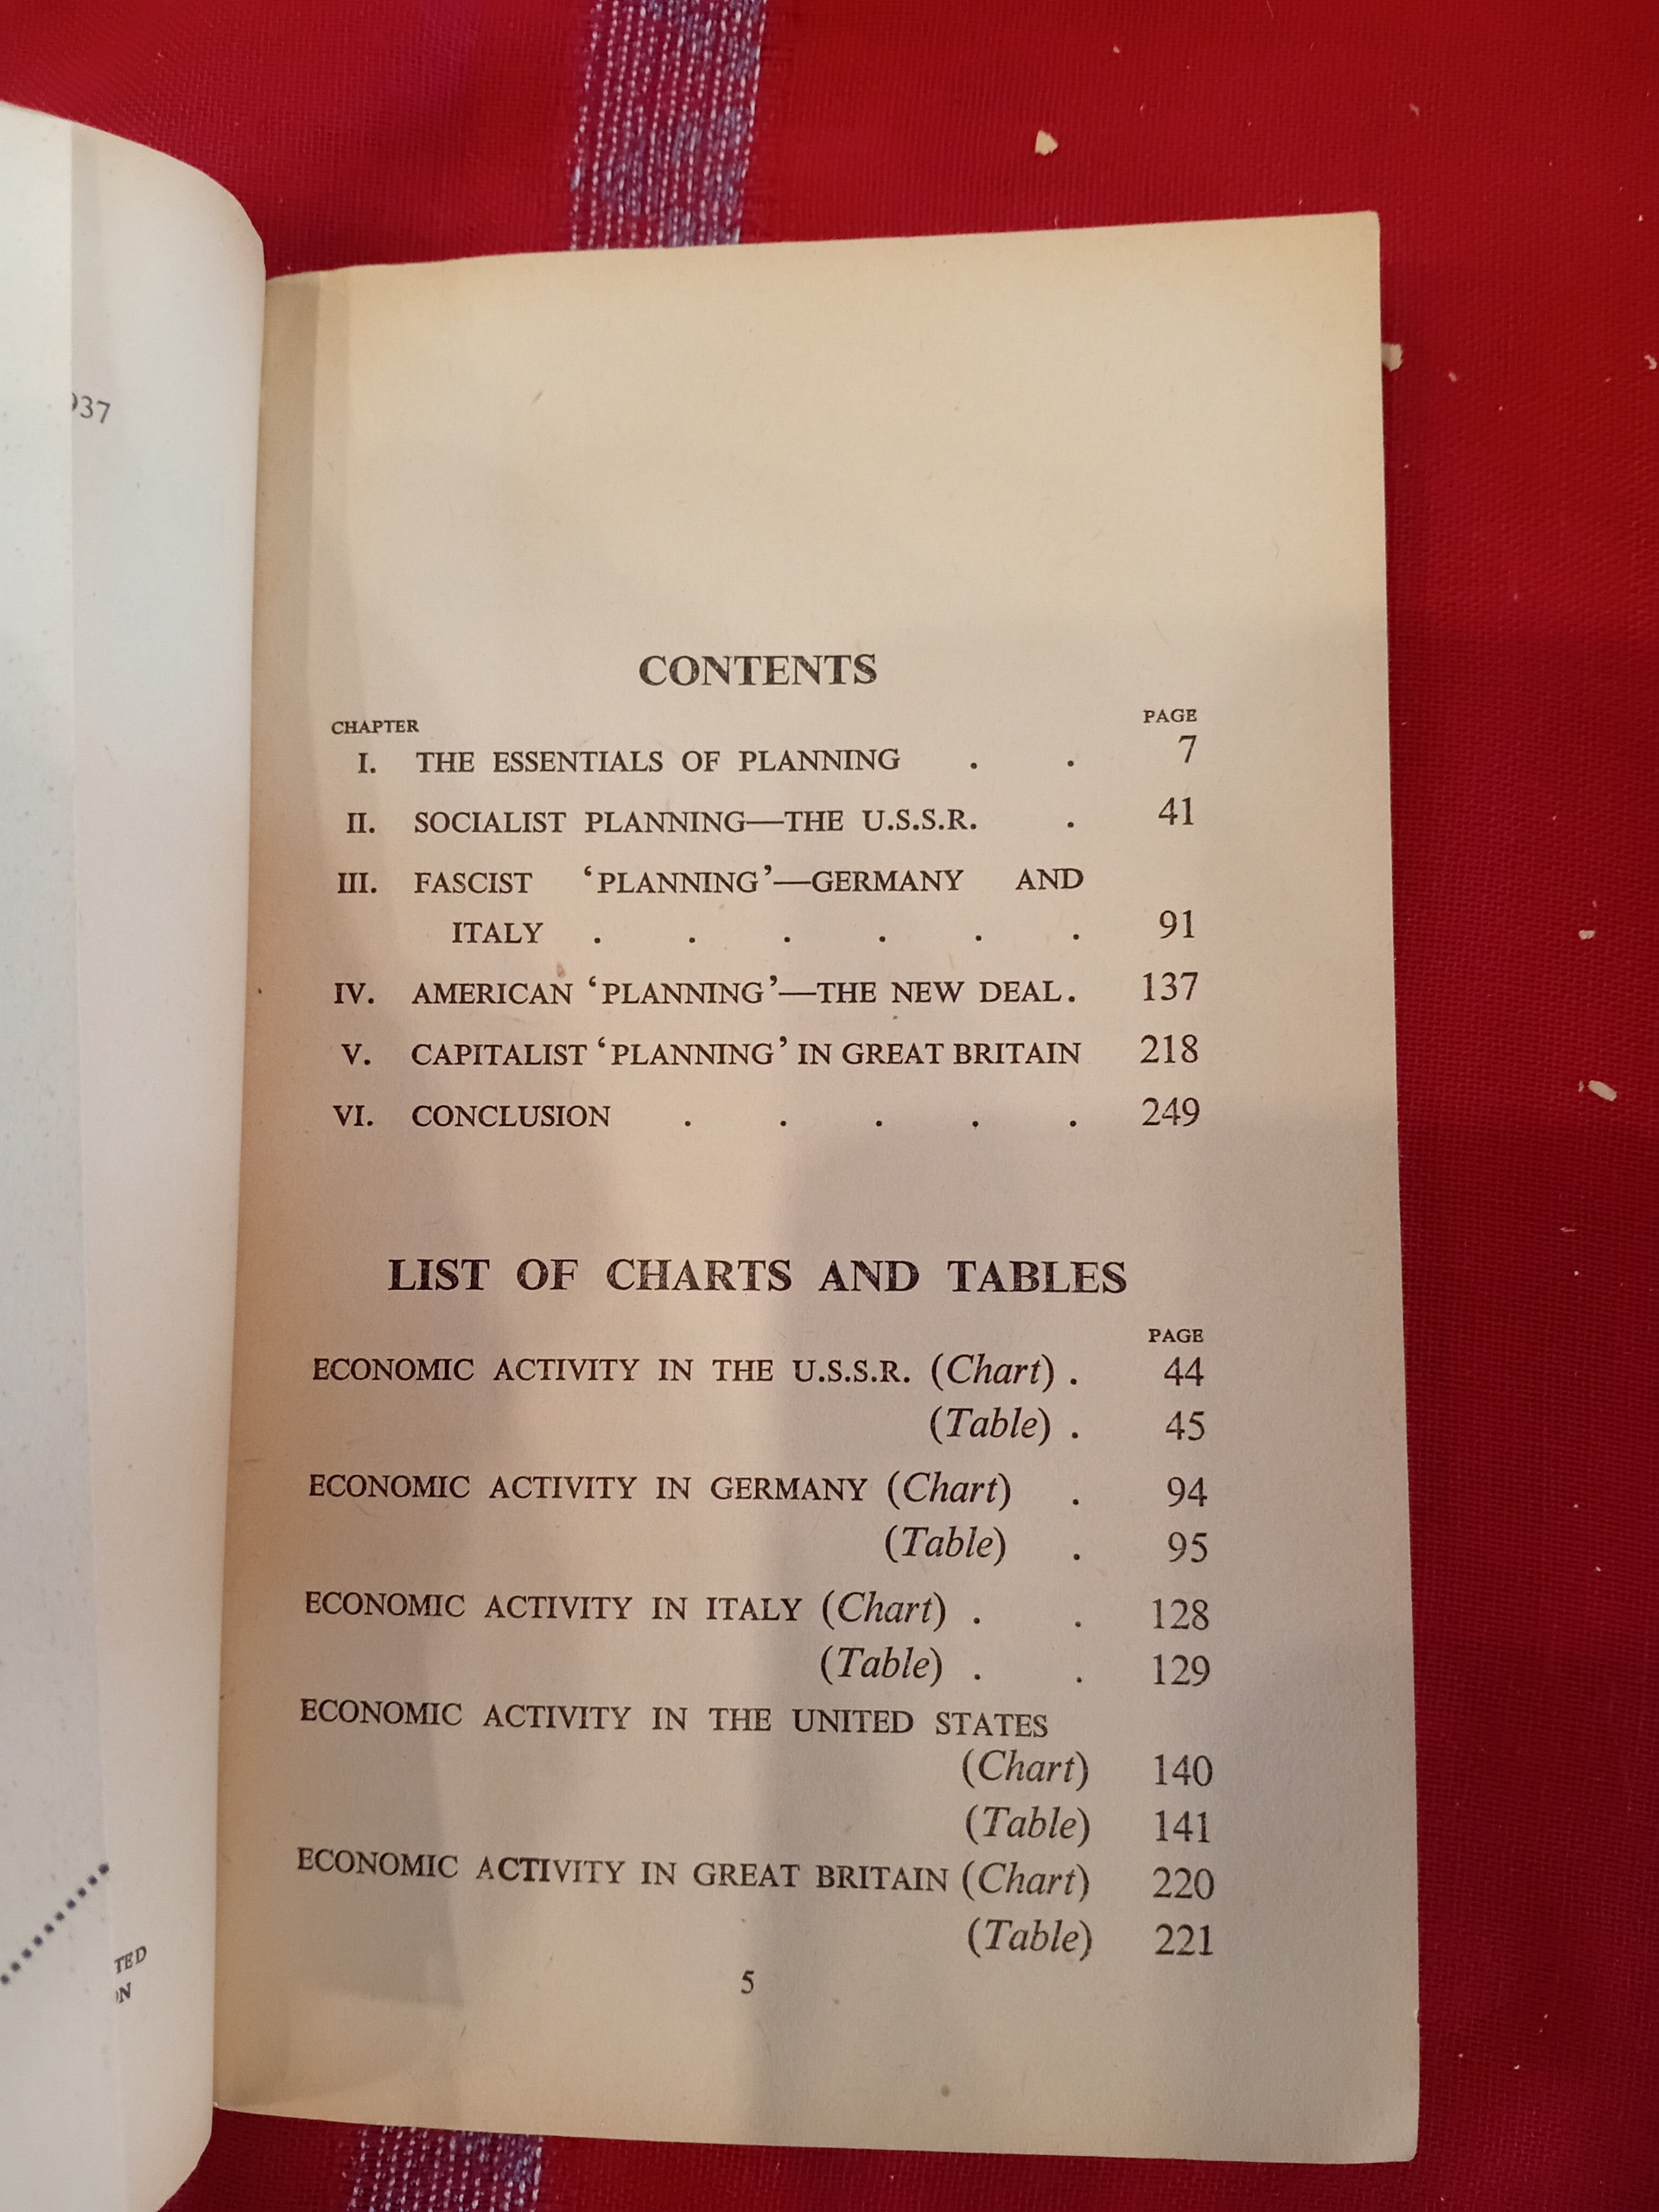 937
TED
CONTENTS
CHAPTER PAGE
I. THE ESSENTIALS OF PLANNING . . 7
II. SOCIALIST PLANNING—THE U.S.S.R. . 41
III. FASCIST ‘PLANNING’—GERMANY AND
ITALY . . . . . . 91
IV. AMERICAN ‘PLANNING’—THE NEW DEAL. 137
V. CAPITALIST ‘PLANNING’ IN GREAT BRITAIN 218
VI. CONCLUSION . . . . . 249
LIST OF CHARTS AND TABLES
PAGE
ECONOMIC ACTIVITY IN THE U.S.S.R. (Chart) . 44
(Table) . 45
ECONOMIC ACTIVITY IN GERMANY (Chart) . 94
(Table) . 95
ECONOMIC ACTIVITY IN ITALY (Chart) . . 128
(Table) . . 129
ECONOMIC ACTIVITY IN THE UNITED STATES
(Chart) 140
(Table) 141
ECONOMIC ACTIVITY IN GREAT BRITAIN (Chart) 220
(Table) 221
5